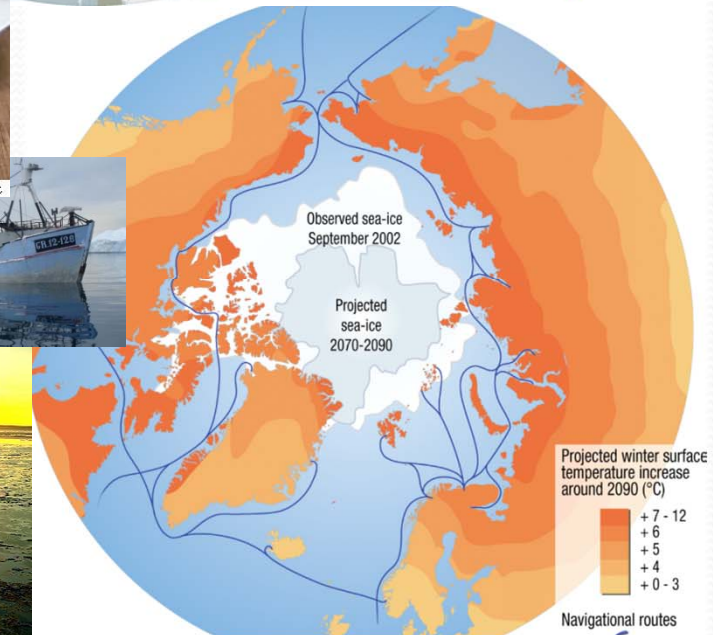 GR 12-128
Observed sea-ice
September 2002
Projected
sea-ice
2070-2090
Projected winter surface
temperature increase
around 2090 (°C)
+ 7 - 12
+ 6
+ 5
+ 4
+ 0 - 3
Navigational routes